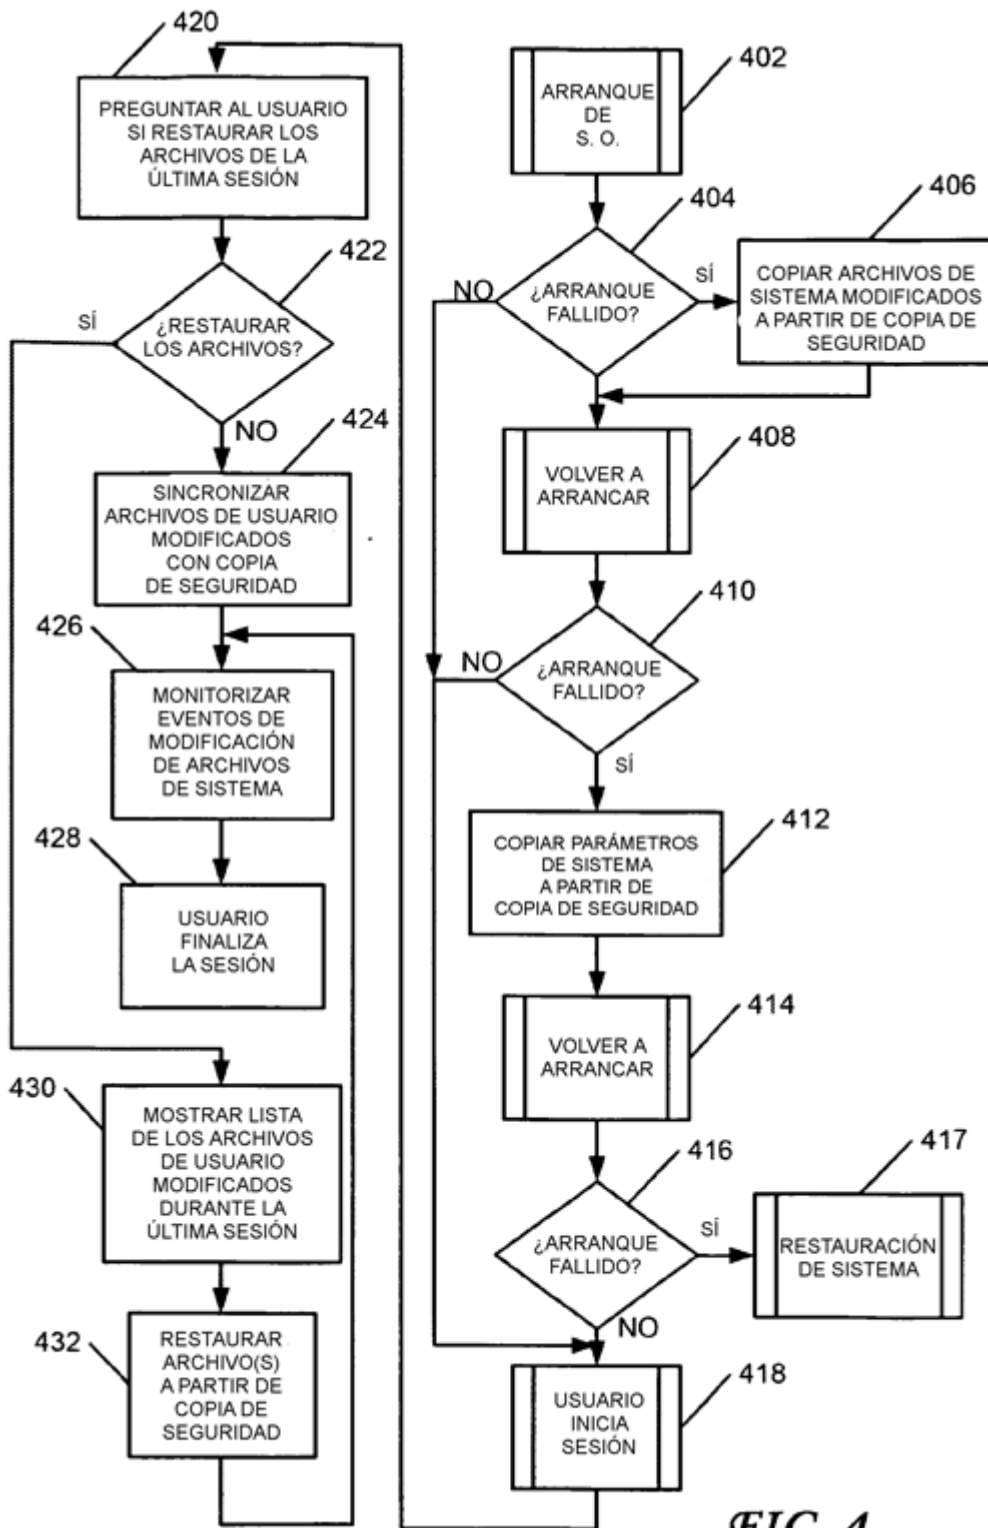 420
PREGUNTAR AL USUARIO
SI RESTAURAR LOS
ARCHIVOS DE LA
ÚLTIMA SESIÓN
422
¿RESTAURAR
LOS ARCHIVOS?
SÍ
NO
424
SINCRONIZAR
ARCHIVOS DE USUARIO
MODIFICADOS
CON COPIA
DE SEGURIDAD
426
MONITORIZAR
EVENTOS DE
MODIFICACIÓN
DE ARCHIVOS
DE SISTEMA
428
USUARIO
FINALIZA
LA SESIÓN
430
MOSTRAR LISTA
DE LOS ARCHIVOS
DE USUARIO
MODIFICADOS
DURANTE LA
ÚLTIMA SESIÓN
432
RESTAURAR
ARCHIVO(S)
A PARTIR DE
COPIA DE
SEGURIDAD
402
ARRANQUE
DE
S. O.
404
¿ARRANQUE
FALLIDO?
NO
SÍ
406
COPIAR ARCHIVOS DE
SISTEMA MODIFICADOS
A PARTIR DE COPIA DE
SEGURIDAD
408
VOLVER A
ARRANCAR
410
¿ARRANQUE
FALLIDO?
NO
SÍ
412
COPIAR PARÁMETROS
DE SISTEMA
A PARTIR DE
COPIA DE SEGURIDAD
414
VOLVER A
ARRANCAR
416
¿ARRANQUE
FALLIDO?
SÍ
NO
417
RESTAURACIÓN
DE SISTEMA
418
USUARIO
INICIA
SESIÓN
FIG. 4